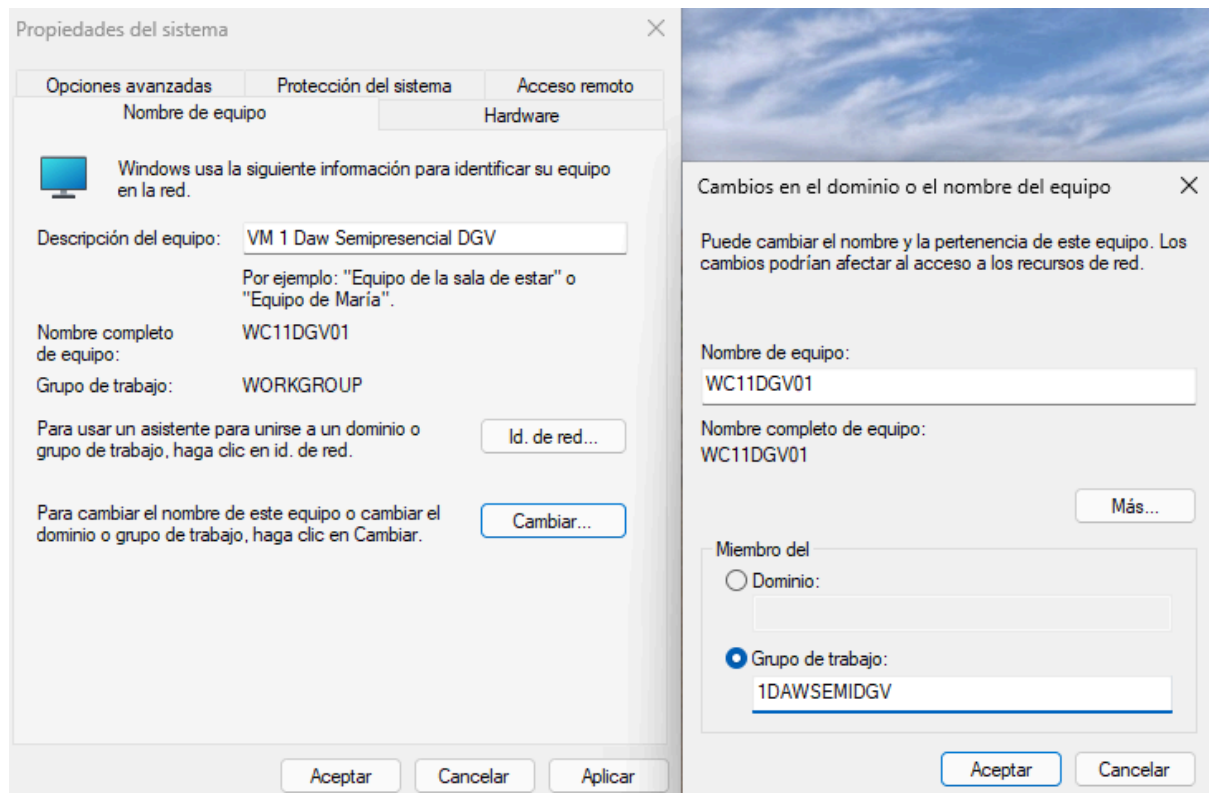 Propiedades del sistema
Opciones avanzadas
Protección del sistema
Acceso remoto
Nombre de equipo
Hardware
Windows usa la siguiente información para identificar su equipo
en la red.
Descripción del equipo:
VM 1 Daw Semipresencial DGV
Por ejemplo: "Equipo de la sala de estar" o
"Equipo de María".
Nombre completo
de equipo:
WC11DGV01
Grupo de trabajo:
WORKGROUP
Para usar un asistente para unirse a un dominio o
grupo de trabajo, haga clic en id. de red.
Id. de red...
Para cambiar el nombre de este equipo o cambiar el
dominio o grupo de trabajo, haga clic en Cambiar.
Cambiar...
Aceptar
Cancelar
Aplicar
Cambios en el dominio o el nombre del equipo
Puede cambiar el nombre y la pertenencia de este equipo. Los
cambios podrían afectar al acceso a los recursos de red.
Nombre de equipo:
WC11DGV01
Nombre completo de equipo:
WC11DGV01
Más...
Miembro del
Dominio:
Grupo de trabajo:
1DAWSEMIDGV
Aceptar
Cancelar